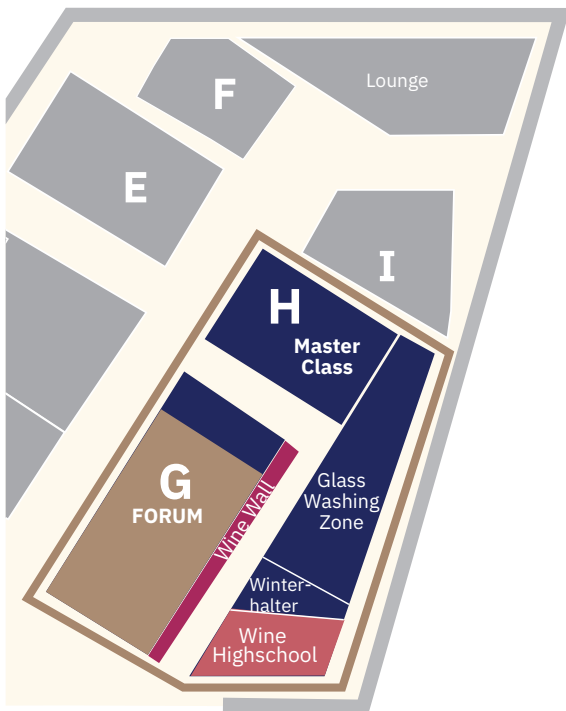 Lounge
F
E
I
H
Master
Class
G
FORUM
Wine Wall
Glass
Washing
Zone
Winter-
halter
Wine
Highschool